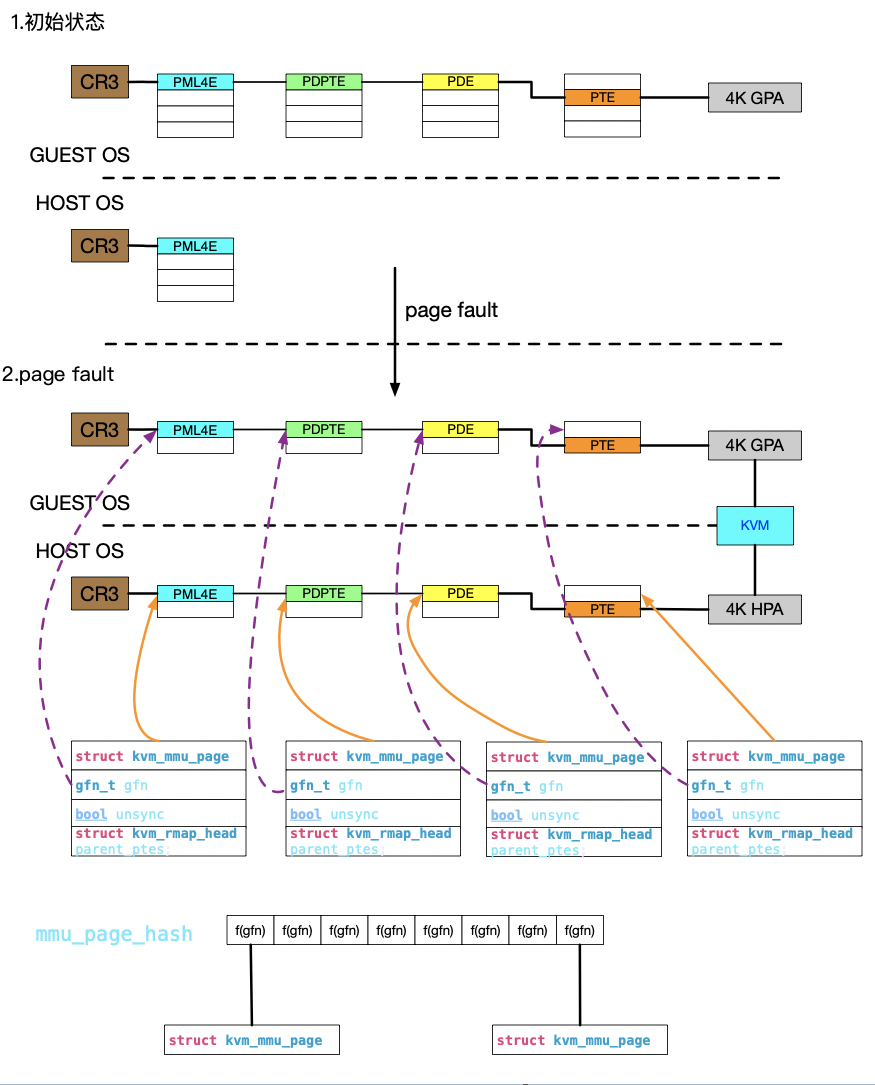 1.初始状态
CR3 PML4E PDPTE PDE
PTE 4K GPA
GUEST OS
HOST OS
CR3 PML4E
page fault
2.page fault
CR3 PML4E PDPTE PDE
PTE 4K GPA
GUEST OS
KVM
HOST OS
CR3 PML4E PDPTE PDE
PTE 4K HPA
struct kvm_mmu_page
gfn_t gfn
bool unsync
struct kvm_rmap_head
parent_ptes;
struct kvm_mmu_page
gfn_t gfn
bool unsync
struct kvm_rmap_head
parent_ptes;
struct kvm_mmu_page
gfn_t gfn
bool unsync
struct kvm_rmap_head
parent_ptes;
struct kvm_mmu_page
gfn_t gfn
bool unsync
struct kvm_rmap_head
parent_ptes;
mmu_page_hash f(gfn) f(gfn) f(gfn) f(gfn) f(gfn) f(gfn) f(gfn) f(gfn)
struct kvm_mmu_page struct kvm_mmu_page